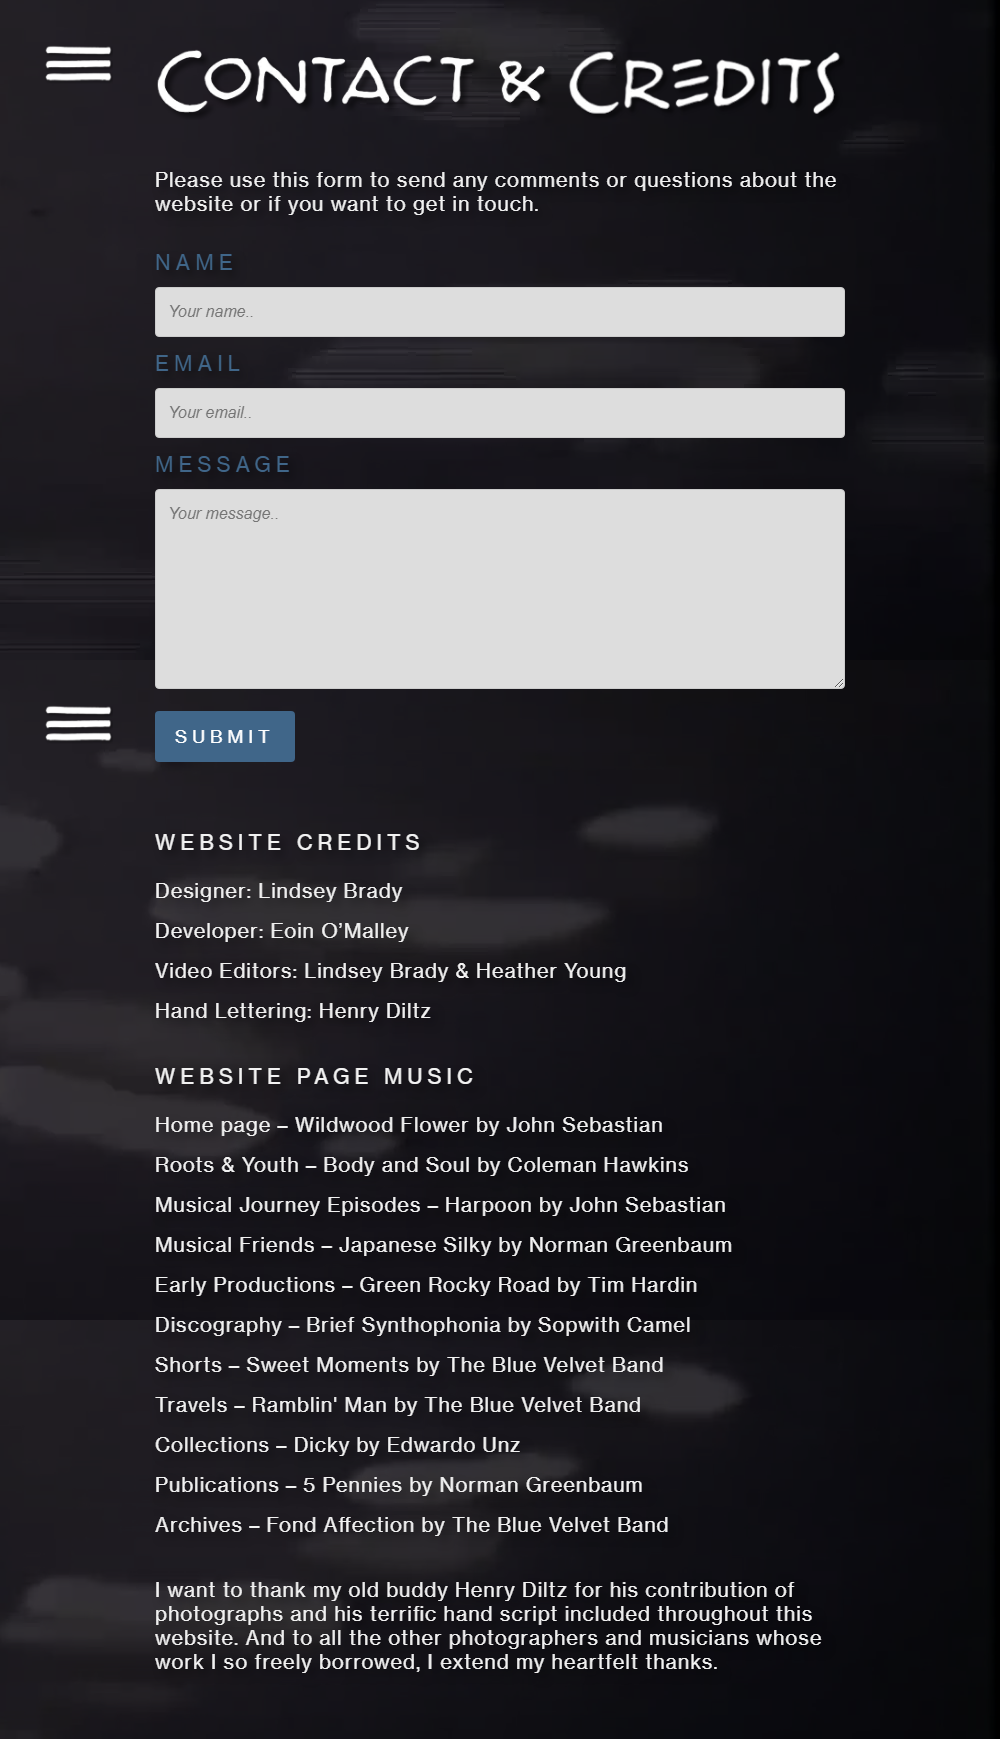 Contact & Credits
Please use this form to send any comments or questions about the
website or if you want to get in touch.
NAME
Your name..
EMAIL
Your email..
MESSAGE
Your message..
SUBMIT
WEBSITE CREDITS
Designer: Lindsey Brady
Developer: Eoin O’Malley
Video Editors: Lindsey Brady & Heather Young
Hand Lettering: Henry Diltz
WEBSITE PAGE MUSIC
Home page – Wildwood Flower by John Sebastian
Roots & Youth – Body and Soul by Coleman Hawkins
Musical Journey Episodes – Harpoon by John Sebastian
Musical Friends – Japanese Silky by Norman Greenbaum
Early Productions – Green Rocky Road by Tim Hardin
Discography – Brief Synthophonia by Sopwith Camel
Shorts – Sweet Moments by The Blue Velvet Band
Travels – Ramblin' Man by The Blue Velvet Band
Collections – Dicky by Edwardo Unz
Publications – 5 Pennies by Norman Greenbaum
Archives – Fond Affection by The Blue Velvet Band
I want to thank my old buddy Henry Diltz for his contribution of
photographs and his terrific hand script included throughout this
website. And to all the other photographers and musicians whose
work I so freely borrowed, I extend my heartfelt thanks.